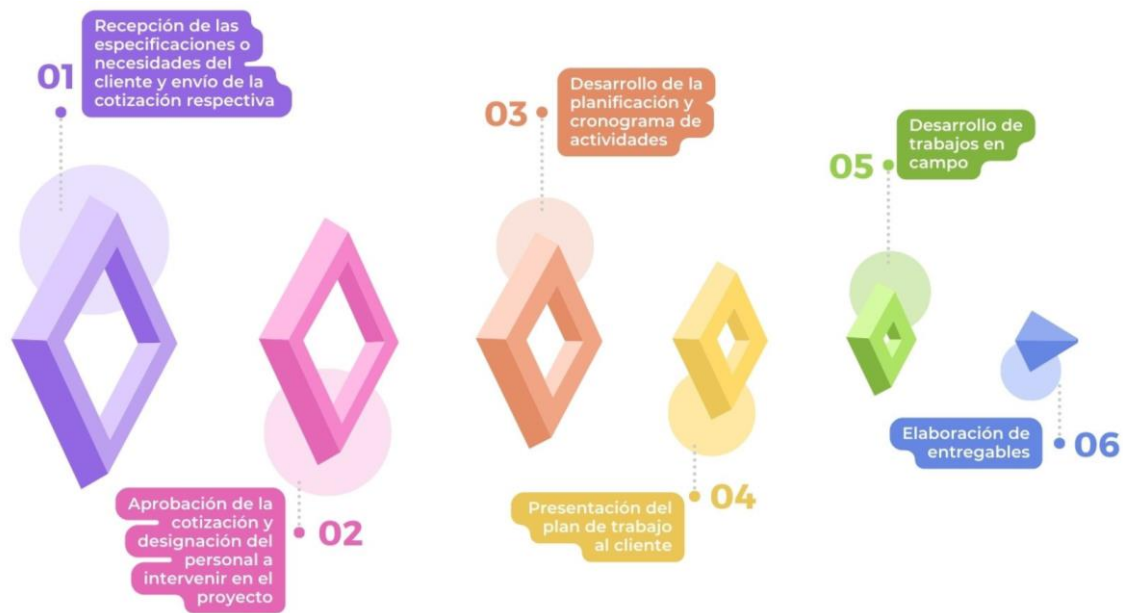 01
Recepción de las
especificaciones o
necesidades del
cliente y envío de la
cotización respectiva
Aprobación de la
cotización y
designación del
personal a
intervenir en el
proyecto
02
03
Desarrollo de la
planificación y
cronograma de
actividades
Presentación del
plan de trabajo
al cliente
04
05
Desarrollo de
trabajos en
campo
Elaboración de
entregables
06